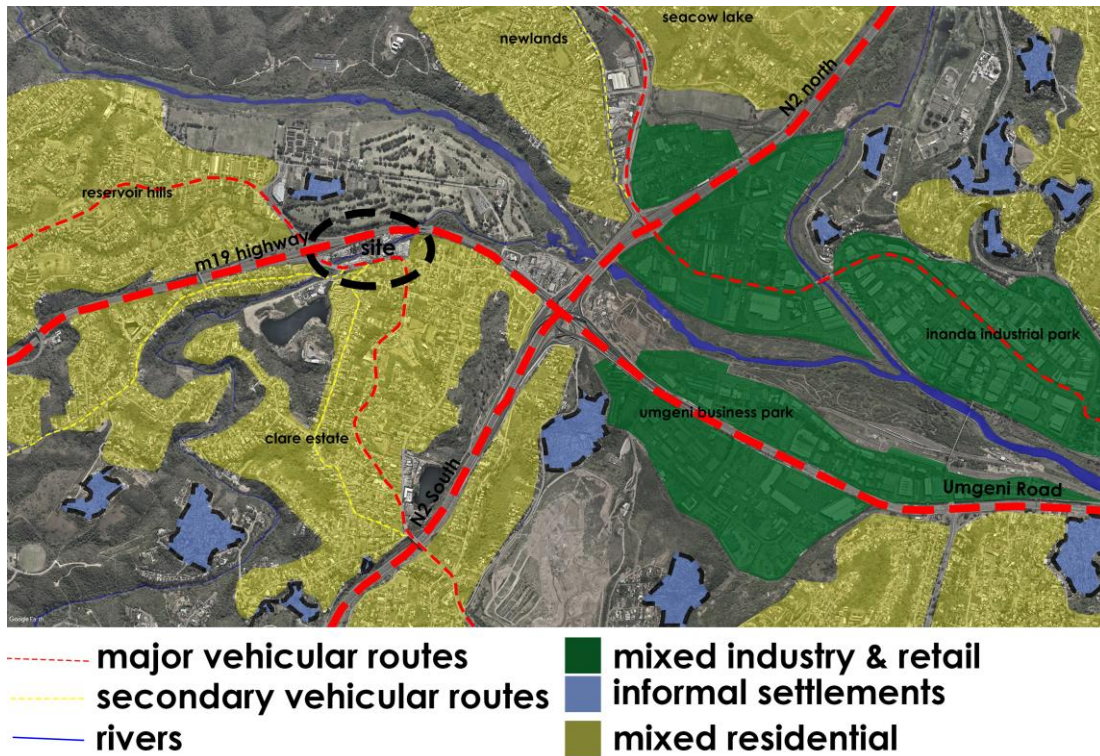 seacow lake
newlands
N2 north
reservoir hills
m19 highway
site
inanda industrial park
umgeni business park
clare estate
N2 South
Umgeni Road
Google Earth
major vehicular routes
mixed industry & retail
secondary vehicular routes
informal settlements
rivers
mixed residential